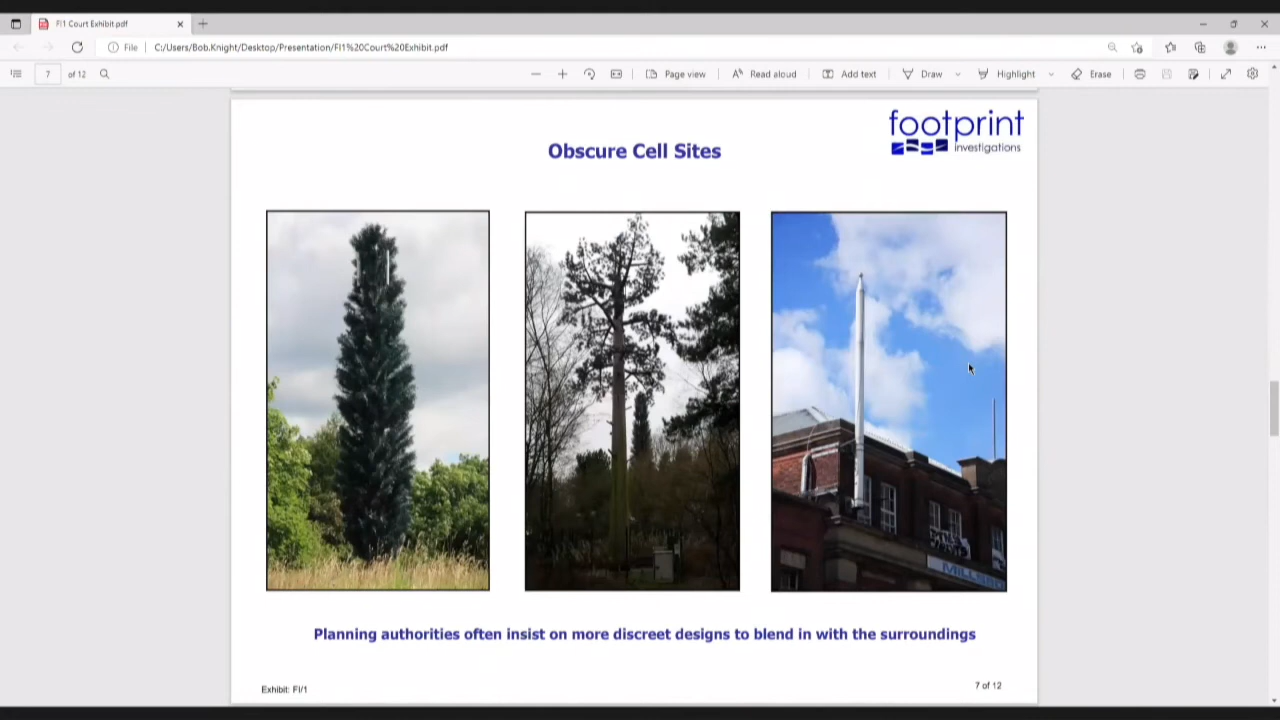 FI1 Court Exhibit.pdf
File
C:/Users/Bob.Knight/Desktop/Presentation/FI1%20Court%20Exhibit.pdf
7
of 12
Page view
Read aloud
Add text
Draw
Highlight
Erase
footprint
investigations
Obscure Cell Sites
Planning authorities often insist on more discreet designs to blend in with the surroundings
Exhibit: FI/1
7 of 12